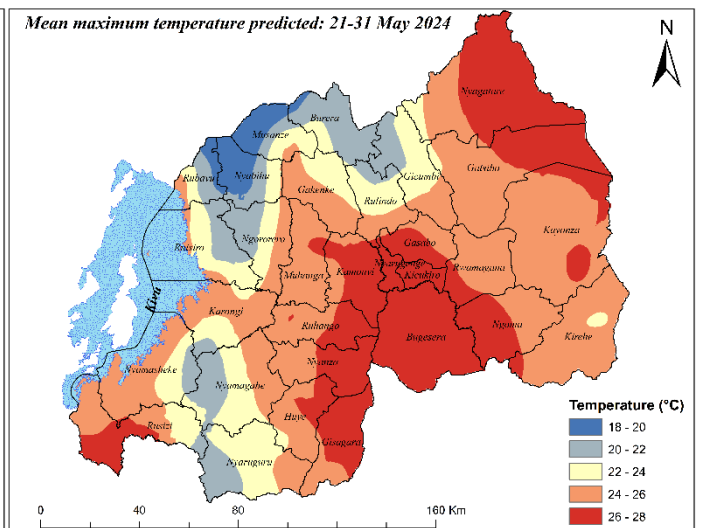 Mean maximum temperature predicted: 21-31 May 2024
N
Nyagatare
Burera
Musanze
Rubavu
Nyabihu
Gicumbi
Gatsibo
Gakenke
Rulindo
Kayonza
Rutsiro
Ngororero
Gasabo
Muhanga
Kamonyi
Nyarugenge
Kicukiro
Rwamagana
Kivu
Karongi
Ruhango
Bugesera
Ngoma
Kirehe
Nyamasheke
Nyamagabe
Nyanza
Huye
Rusizi
Gisagara
Nyaruguru
Temperature (°C)
18 - 20
20 - 22
22 - 24
24 - 26
26 - 28
0 40 80 160 Km